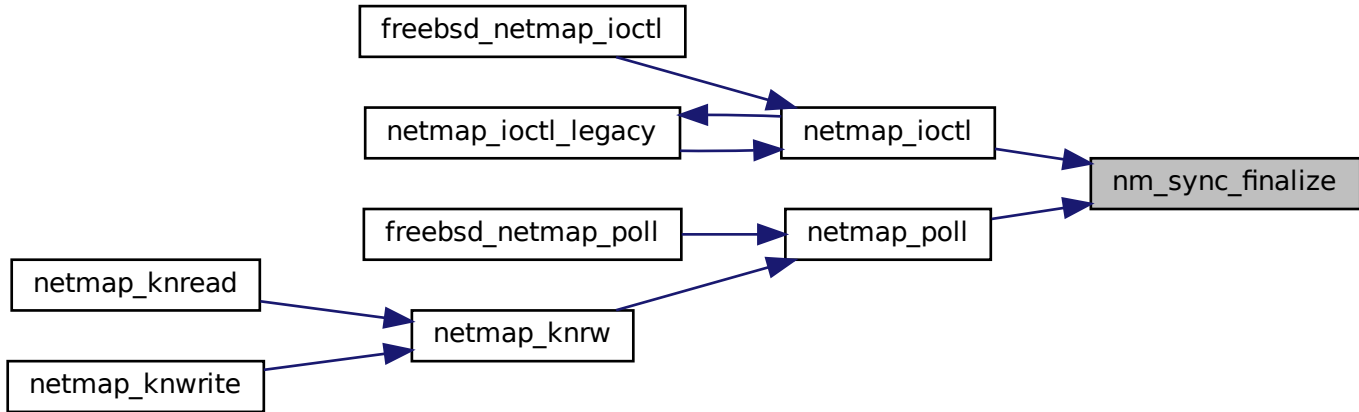 freebsd_netmap_ioctl
netmap_ioctl_legacy
netmap_ioctl
nm_sync_finalize
freebsd_netmap_poll
netmap_poll
netmap_knread
netmap_knrw
netmap_knwrite